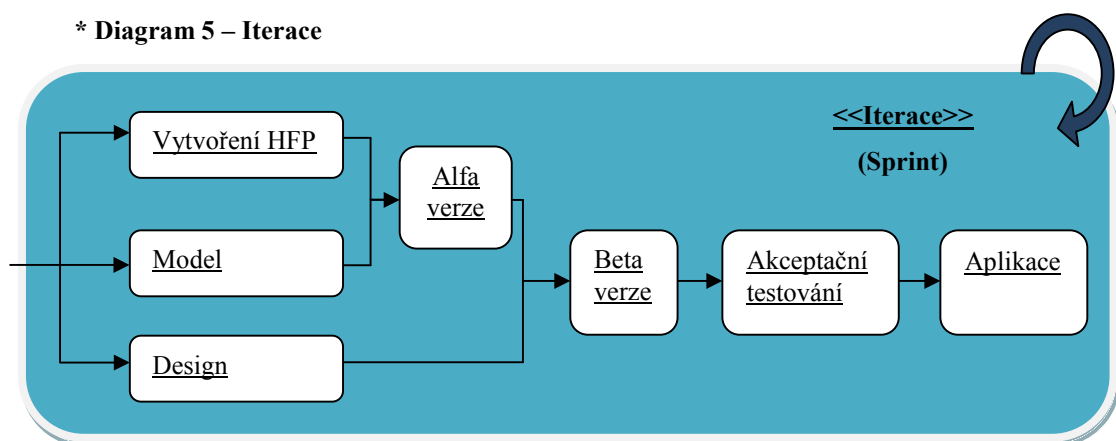 * Diagram 5 – Iterace
<<Iterace>>
(Sprint)
Vytvoření HFP
Model
Design
Alfa
verze
Beta
verze
Akceptační
testování
Aplikace